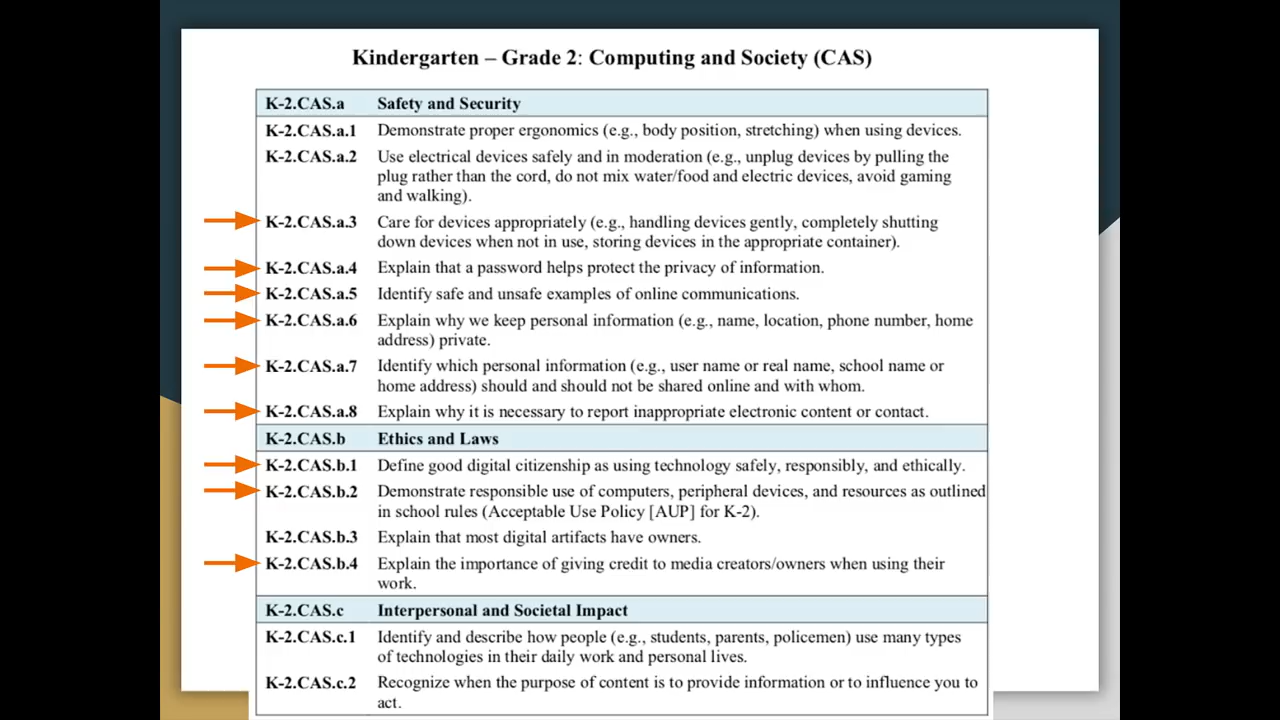 Kindergarten – Grade 2: Computing and Society (CAS)
K-2.CAS.a Safety and Security
K-2.CAS.a.1 Demonstrate proper ergonomics (e.g., body position, stretching) when using devices.
K-2.CAS.a.2 Use electrical devices safely and in moderation (e.g., unplug devices by pulling the
plug rather than the cord, do not mix water/food and electric devices, avoid gaming
and walking).
K-2.CAS.a.3 Care for devices appropriately (e.g., handling devices gently, completely shutting
down devices when not in use, storing devices in the appropriate container).
K-2.CAS.a.4 Explain that a password helps protect the privacy of information.
K-2.CAS.a.5 Identify safe and unsafe examples of online communications.
K-2.CAS.a.6 Explain why we keep personal information (e.g., name, location, phone number, home
address) private.
K-2.CAS.a.7 Identify which personal information (e.g., user name or real name, school name or
home address) should and should not be shared online and with whom.
K-2.CAS.a.8 Explain why it is necessary to report inappropriate electronic content or contact.
K-2.CAS.b Ethics and Laws
K-2.CAS.b.1 Define good digital citizenship as using technology safely, responsibly, and ethically.
K-2.CAS.b.2 Demonstrate responsible use of computers, peripheral devices, and resources as outlined
in school rules (Acceptable Use Policy [AUP] for K-2).
K-2.CAS.b.3 Explain that most digital artifacts have owners.
K-2.CAS.b.4 Explain the importance of giving credit to media creators/owners when using their
work.
K-2.CAS.c Interpersonal and Societal Impact
K-2.CAS.c.1 Identify and describe how people (e.g., students, parents, policemen) use many types
of technologies in their daily work and personal lives.
K-2.CAS.c.2 Recognize when the purpose of content is to provide information or to influence you to
act.